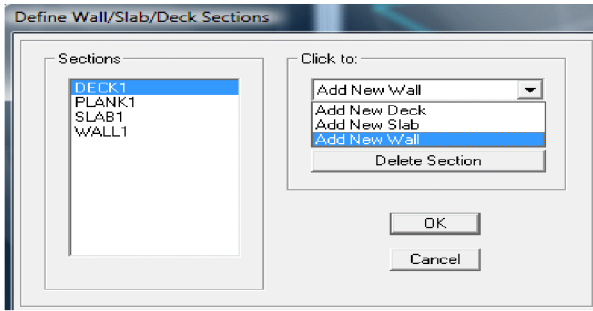 Define Wall/Slab/Deck Sections
Sections
DECK1
PLANK1
SLAB1
WALL1
Click to:
Add New Wall
Add New Deck
Add New Slab
Add New Wall
Delete Section
OK
Cancel